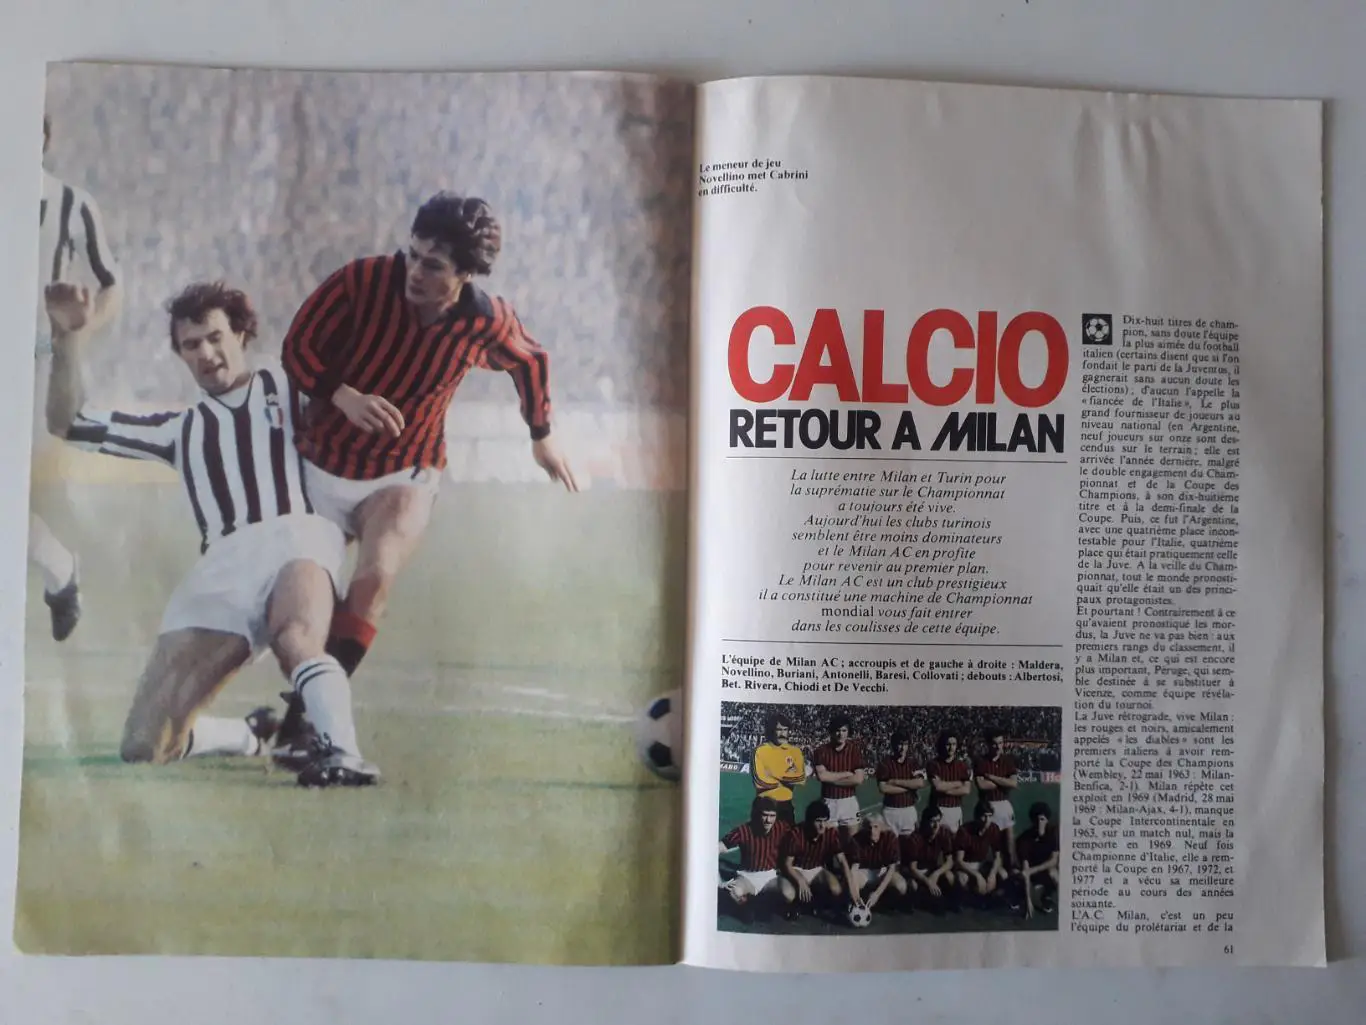 Le meneur de jeu
Novellino met Cabrini
en difficulté.
CALCIO
RETOUR A MILAN
La lutte entre Milan et Turin pour
la suprématie sur le Championnat
a toujours été vive.
Aujourd'hui les clubs turinois
semblent être moins dominateurs
et le Milan AC en profite
pour revenir au premier plan.
Le Milan AC est un club prestigieux
il a constitué une machine de Championnat
mondial vous fait entrer
dans les coulisses de cette équipe.
L'équipe de Milan AC ; accroupis et de gauche à droite : Maldera,
Novellino, Buriani, Antonelli, Baresi, Collovati ; debouts : Albertosi,
Bet. Rivera, Chiodi et De Vecchi.
Dix-huit titres de cham-
pion, sans doute l'équipe
la plus aimée du football
italien (certains disent que si l'on
fondait le parti de la Juventus, il
gagnerait sans aucun doute les
élections) ; d'aucun l'appelle la
«fiancée de l'Italie», Le plus
grand fournisseur de joueurs au
niveau national (en Argentine,
neuf joueurs sur onze sont des-
cendus sur le terrain ; elle est
arrivée l'année dernière, malgré
le double engagement du Cham-
pionnat et de la Coupe des
Champions, à son dix-huitième
titre et à la demi-finale de la
Coupe. Puis, ce fut l'Argentine,
avec une quatrième place incon-
testable pour l'Italie, quatrième
place qui était pratiquement celle
de la Juve. A la veille du Cham-
pionnat, tout le monde pronosti-
quait qu'elle était un des princi-
paux protagonistes.
Et pourtant ! Contrairement à ce
qu'avaient pronostiqué les mor-
dus, la Juve ne va pas bien : aux
premiers rangs du classement, il
y a Milan et, ce qui est encore
plus important, Péruge, qui sem-
ble destinée à se substituer à
Vicenze, comme équipe révéla-
tion du tournoi.
La Juve rétrograde, vive Milan :
les rouges et noirs, amicalement
appelés «les diables» sont les
premiers italiens à avoir rem-
porté la Coupe des Champions
(Wembley, 22 mai 1963 : Milan-
Benfica, 2-1). Milan répète cet
exploit en 1969 (Madrid, 28 mai
1969 : Milan-Ajax, 4-1), manque
la Coupe Intercontinentale en
1963, sur un match nul, mais la
remporte en 1969. Neuf fois
Championne d'Italie, elle a rem-
porté la Coupe en 1967, 1972, et
1977 et a vécu sa meilleure
période au cours des années
soixante.
L'A.C. Milan, c'est un peu
l'équipe du prolétariat et de la
61